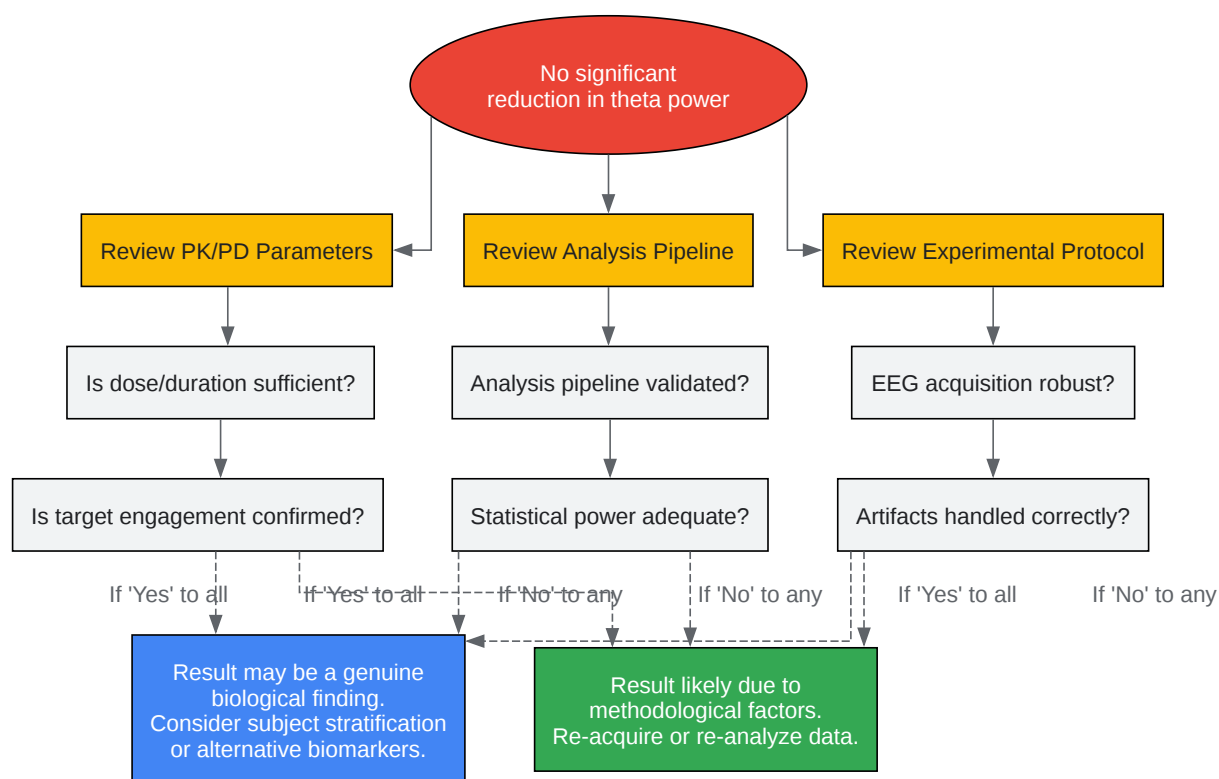 No significant
reduction in theta power
Review PK/PD Parameters
Review Analysis Pipeline
Review Experimental Protocol
Is dose/duration sufficient?
Analysis pipeline validated?
EEG acquisition robust?
Is target engagement confirmed?
Statistical power adequate?
Artifacts handled correctly?
If 'Yes' to all
If 'Yes' to all
If 'No' to any
If 'No' to any
If 'Yes' to all
If 'No' to any
Result may be a genuine
biological finding.
Consider subject stratification
or alternative biomarkers.
Result likely due to
methodological factors.
Re-acquire or re-analyze data.